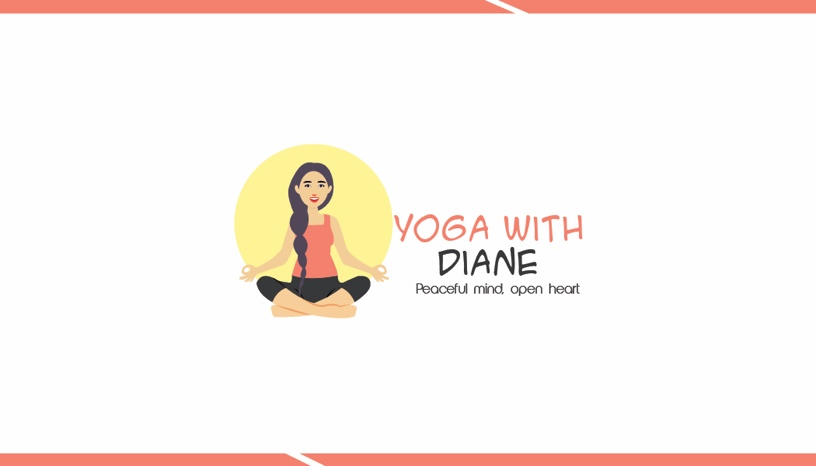 YOGA WITH
DIANE
Peaceful mind, open heart